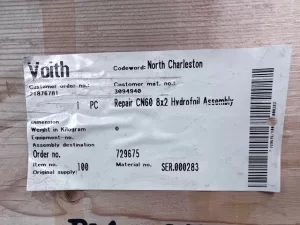 Voith Codeword: North Charleston
Customer order no.: Customer mat. no.:
21876781 3094940
1 PC Repair CN60 8x2 Hydrofoil Assembly
Dimension
Weight in Kilogram 0
Equipment-no.
Assembly destination
Order no. 729675
Item no. 100 Material no. SER.000283
Original supply: